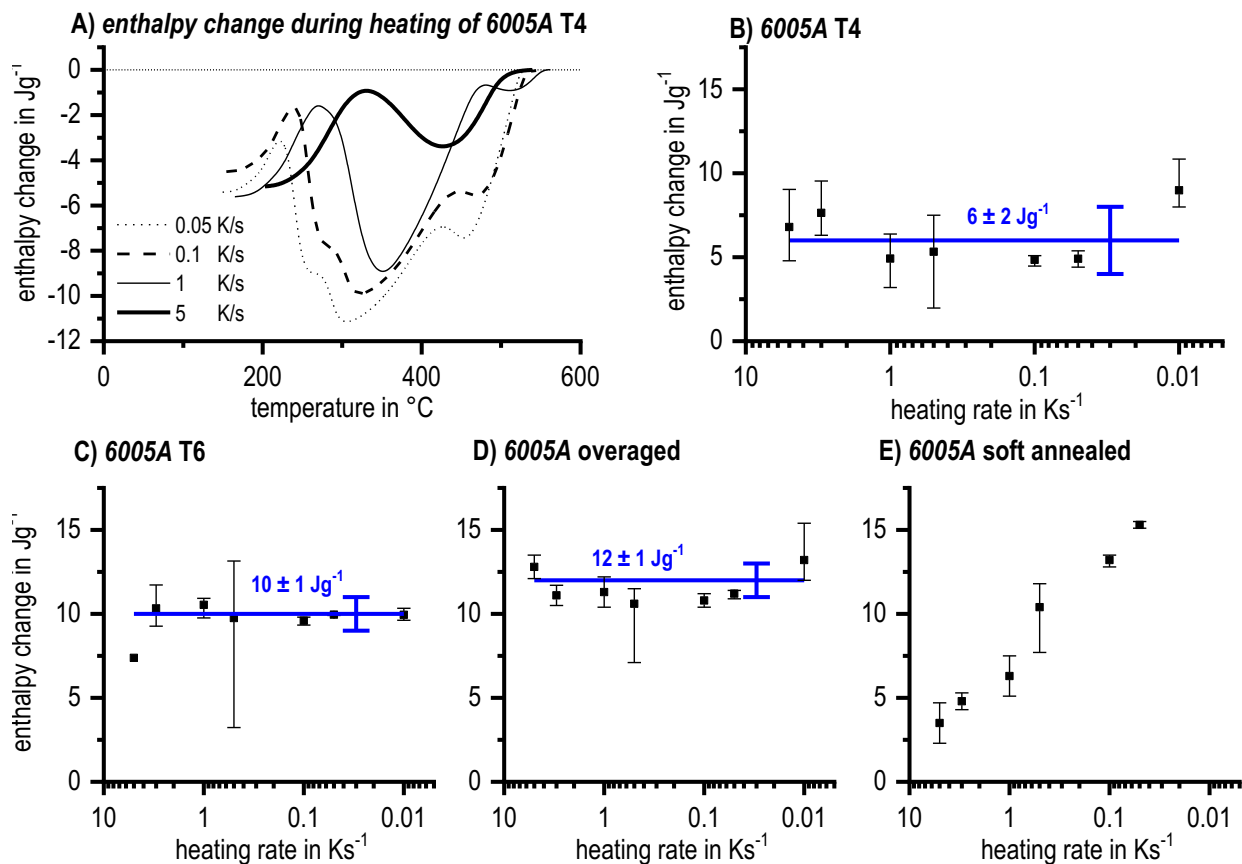 A) enthalpy change during heating of 6005A T4
enthalpy change in Jg⁻¹
0
-2
-4
-6
-8
-10
-12
0.05 K/s
0.1 K/s
1 K/s
5 K/s
0 200 400 600
temperature in °C
B) 6005A T4
enthalpy change in Jg⁻¹
15
10
5
0
6 ± 2 Jg⁻¹
10 1 0.1 0.01
heating rate in Ks⁻¹
C) 6005A T6
enthalpy change in Jg⁻¹
15
10
5
0
10 ± 1 Jg⁻¹
10 1 0.1 0.01
heating rate in Ks⁻¹
D) 6005A overaged
15
10
5
0
12 ± 1 Jg⁻¹
10 1 0.1 0.01
heating rate in Ks⁻¹
E) 6005A soft annealed
15
10
5
0
10 1 0.1 0.01
heating rate in Ks⁻¹